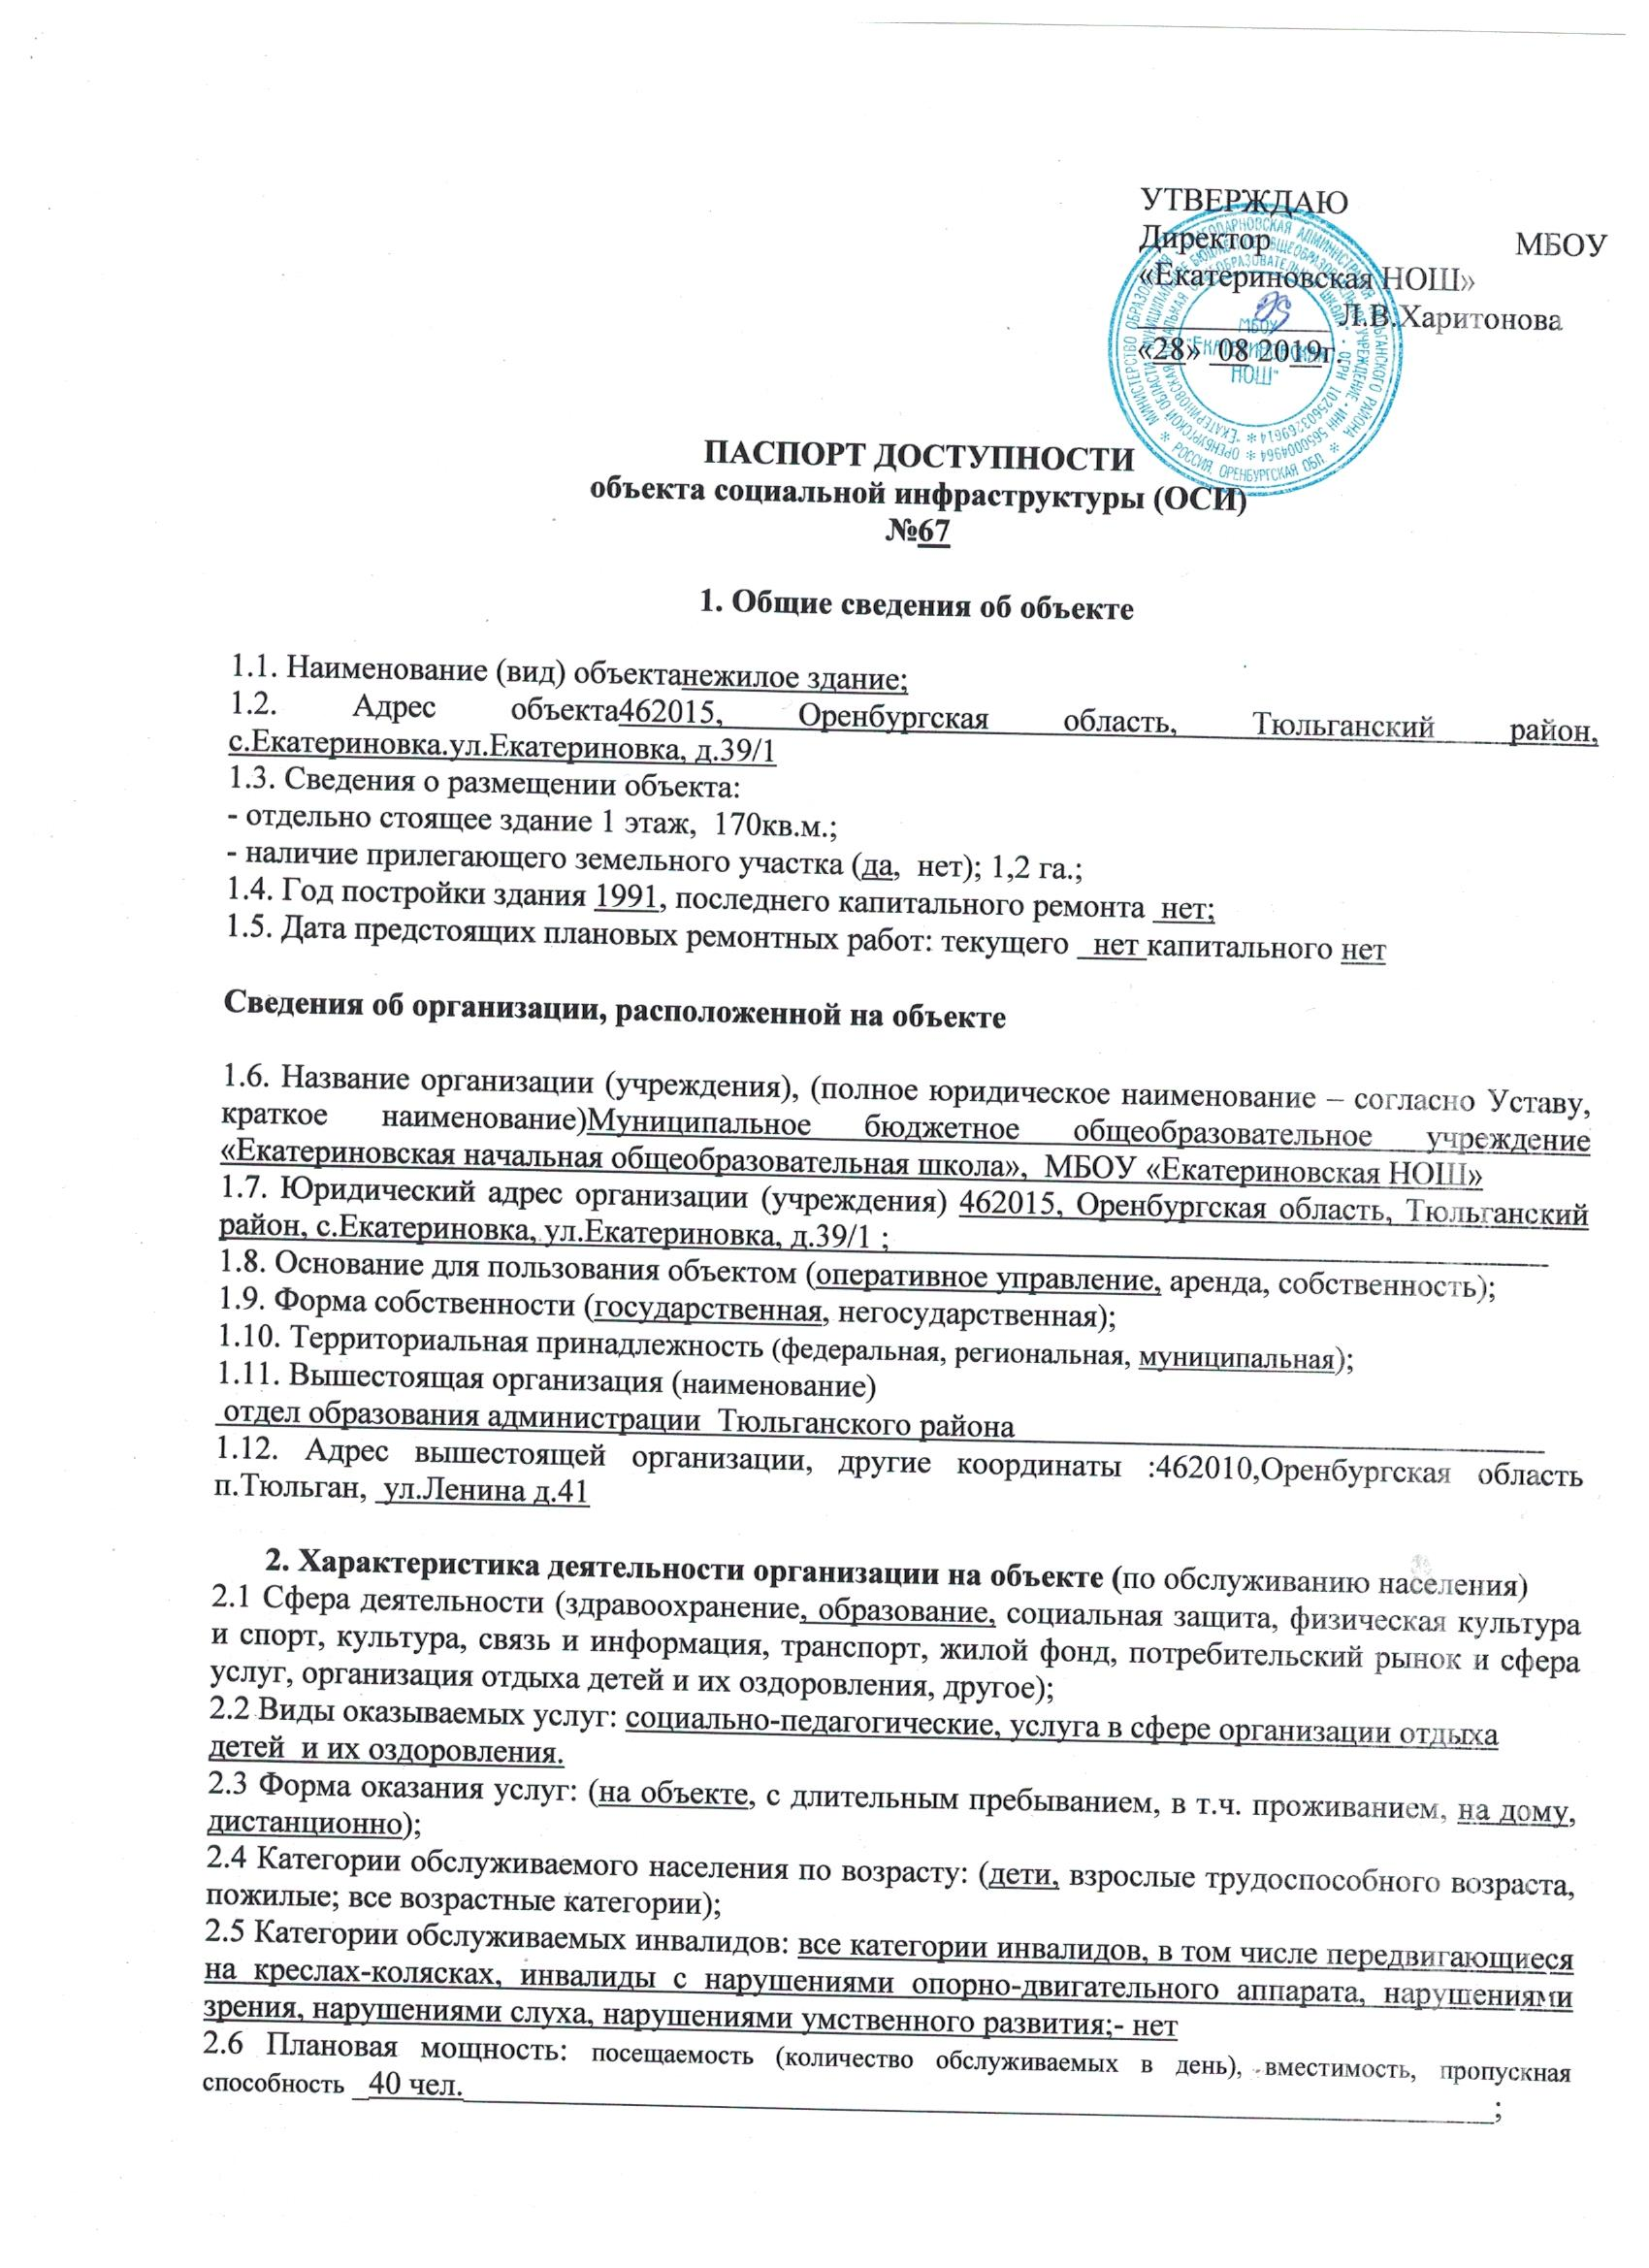 УТВЕРЖДАЮ
Директор МБОУ
«Екатериновская НОШ»
____________ Л.В.Харитонова
«28» 08 2019г.
МБОУ
"ЕКАТЕРИНОВСКАЯ
НОШ"
ПАСПОРТ ДОСТУПНОСТИ
объекта социальной инфраструктуры (ОСИ)
№67
1. Общие сведения об объекте
1.1. Наименование (вид) объектанежилое здание;
1.2. Адрес объекта462015, Оренбургская область, Тюльганский район,
с.Екатериновка.ул.Екатериновка, д.39/1
1.3. Сведения о размещении объекта:
- отдельно стоящее здание 1 этаж, 170кв.м.;
- наличие прилегающего земельного участка (да, нет); 1,2 га.;
1.4. Год постройки здания 1991, последнего капитального ремонта нет;
1.5. Дата предстоящих плановых ремонтных работ: текущего нет капитального нет
Сведения об организации, расположенной на объекте
1.6. Название организации (учреждения), (полное юридическое наименование – согласно Уставу,
краткое наименование)Муниципальное бюджетное общеобразовательное учреждение
«Екатериновская начальная общеобразовательная школа», МБОУ «Екатериновская НОШ»
1.7. Юридический адрес организации (учреждения) 462015, Оренбургская область, Тюльганский
район, с.Екатериновка, ул.Екатериновка, д.39/1 ;
1.8. Основание для пользования объектом (оперативное управление, аренда, собственность);
1.9. Форма собственности (государственная, негосударственная);
1.10. Территориальная принадлежность (федеральная, региональная, муниципальная);
1.11. Вышестоящая организация (наименование)
отдел образования администрации Тюльганского района
1.12. Адрес вышестоящей организации, другие координаты :462010,Оренбургская область
п.Тюльган, ул.Ленина д.41
2. Характеристика деятельности организации на объекте (по обслуживанию населения)
2.1 Сфера деятельности (здравоохранение, образование, социальная защита, физическая культура
и спорт, культура, связь и информация, транспорт, жилой фонд, потребительский рынок и сфера
услуг, организация отдыха детей и их оздоровления, другое);
2.2 Виды оказываемых услуг: социально-педагогические, услуга в сфере организации отдыха
детей и их оздоровления.
2.3 Форма оказания услуг: (на объекте, с длительным пребыванием, в т.ч. проживанием, на дому,
дистанционно);
2.4 Категории обслуживаемого населения по возрасту: (дети, взрослые трудоспособного возраста,
пожилые; все возрастные категории);
2.5 Категории обслуживаемых инвалидов: все категории инвалидов, в том числе передвигающиеся
на креслах-колясках, инвалиды с нарушениями опорно-двигательного аппарата, нарушениями
зрения, нарушениями слуха, нарушениями умственного развития;- нет
2.6 Плановая мощность: посещаемость (количество обслуживаемых в день), вместимость, пропускная
способность _40 чел.____________;